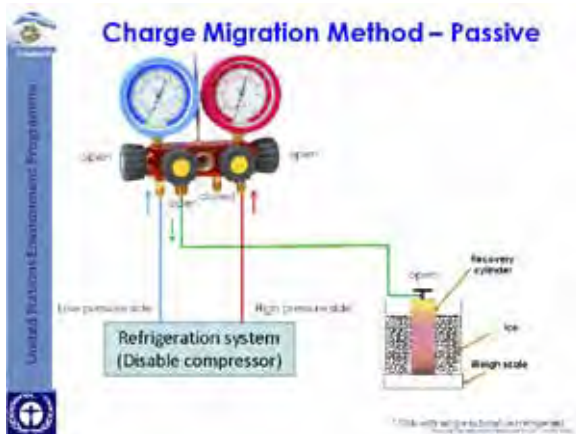 Charge Migration Method – Passive
United Nations Environment Programme
open
open
open
closed
open
Recovery
cylinder
Ice
Weigh scale
Low pressure side
High pressure side
Refrigeration system
(Disable compressor)